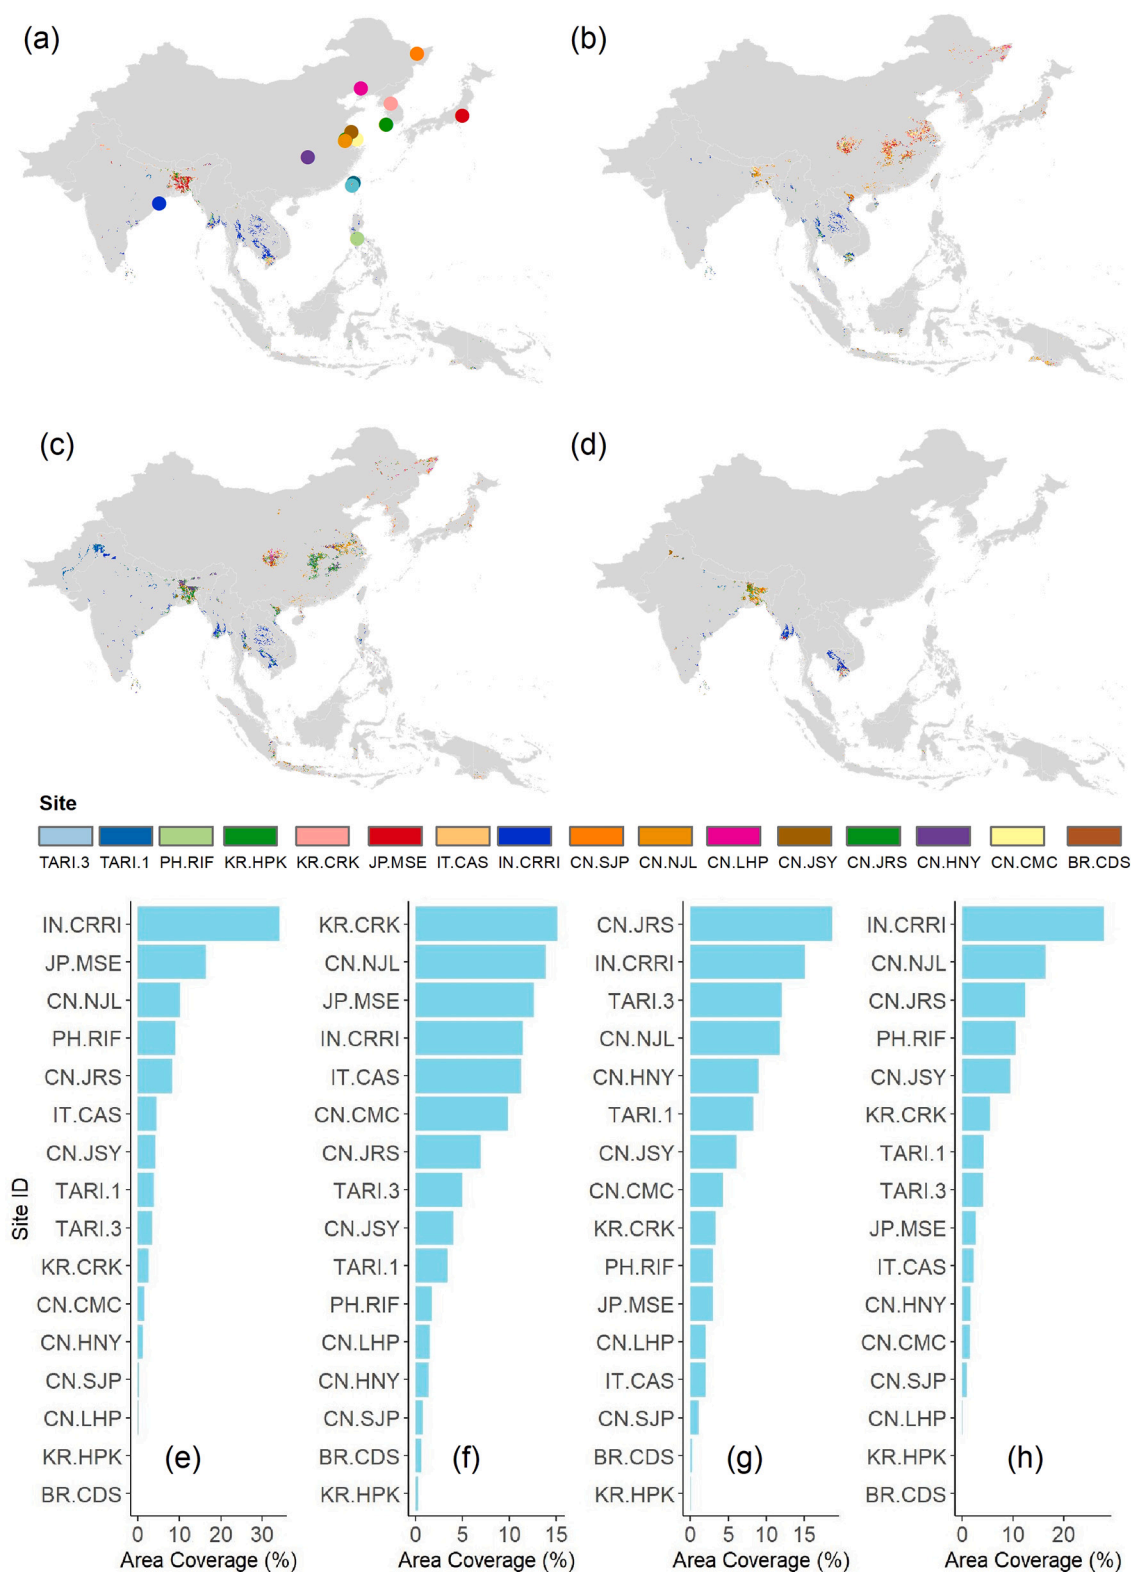 (a)
(b)
(c)
(d)
Site
TARI.3 TARI.1 PH.RIF KR.HPK KR.CRK JP.MSE IT.CAS IN.CRRI CN.SJP CN.NJL CN.LHP CN.JSY CN.JRS CN.HNY CN.CMC BR.CDS
Site ID
IN.CRRI
JP.MSE
CN.NJL
PH.RIF
CN.JRS
IT.CAS
CN.JSY
TARI.1
TARI.3
KR.CRK
CN.CMC
CN.HNY
CN.SJP
CN.LHP
KR.HPK
BR.CDS
(e)
0 10 20 30
Area Coverage (%)
KR.CRK
CN.NJL
JP.MSE
IN.CRRI
IT.CAS
CN.CMC
CN.JRS
TARI.3
CN.JSY
TARI.1
PH.RIF
CN.LHP
CN.HNY
CN.SJP
BR.CDS
KR.HPK
(f)
0 5 10 15
Area Coverage (%)
CN.JRS
IN.CRRI
TARI.3
CN.NJL
CN.HNY
TARI.1
CN.JSY
CN.CMC
KR.CRK
PH.RIF
JP.MSE
CN.LHP
IT.CAS
CN.SJP
BR.CDS
KR.HPK
(g)
0 5 10 15
Area Coverage (%)
IN.CRRI
CN.NJL
CN.JRS
PH.RIF
CN.JSY
KR.CRK
TARI.1
TARI.3
JP.MSE
IT.CAS
CN.HNY
CN.CMC
CN.SJP
CN.LHP
KR.HPK
BR.CDS
(h)
0 10 20
Area Coverage (%)